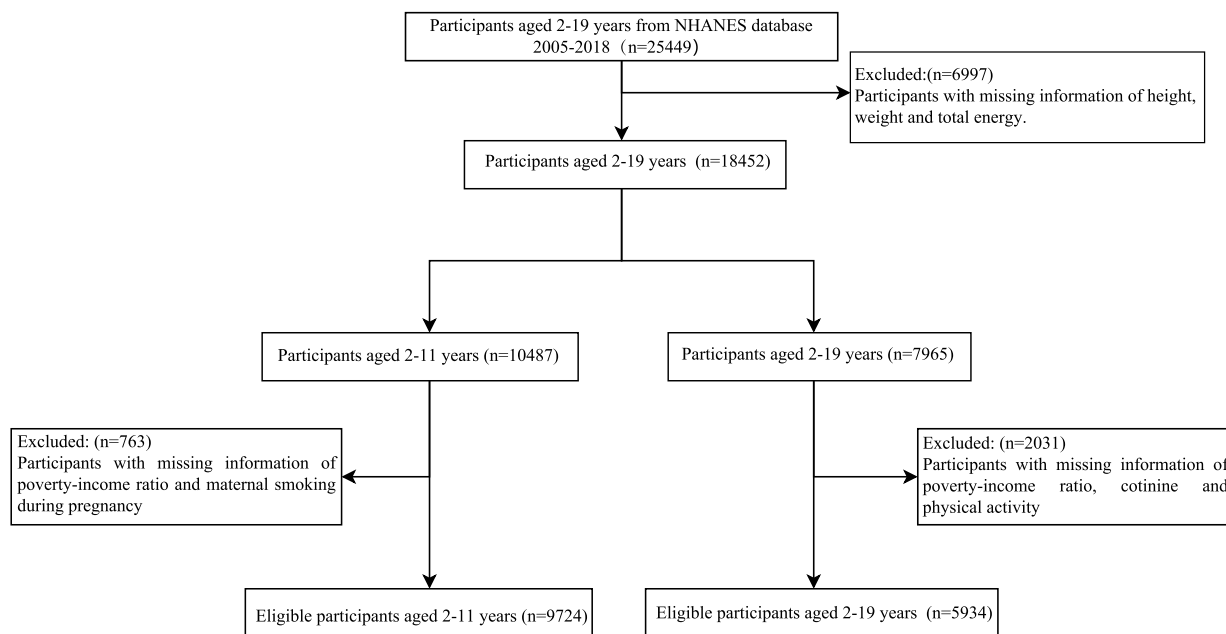 Participants aged 2-19 years from NHANES database
2005-2018（n=25449）
Excluded:(n=6997)
Participants with missing information of height,
weight and total energy.
Participants aged 2-19 years (n=18452)
Participants aged 2-11 years (n=10487)
Participants aged 2-19 years (n=7965)
Excluded: (n=763)
Participants with missing information of
poverty-income ratio and maternal smoking
during pregnancy
Excluded: (n=2031)
Participants with missing information of
poverty-income ratio, cotinine and
physical activity
Eligible participants aged 2-11 years (n=9724)
Eligible participants aged 2-19 years (n=5934)